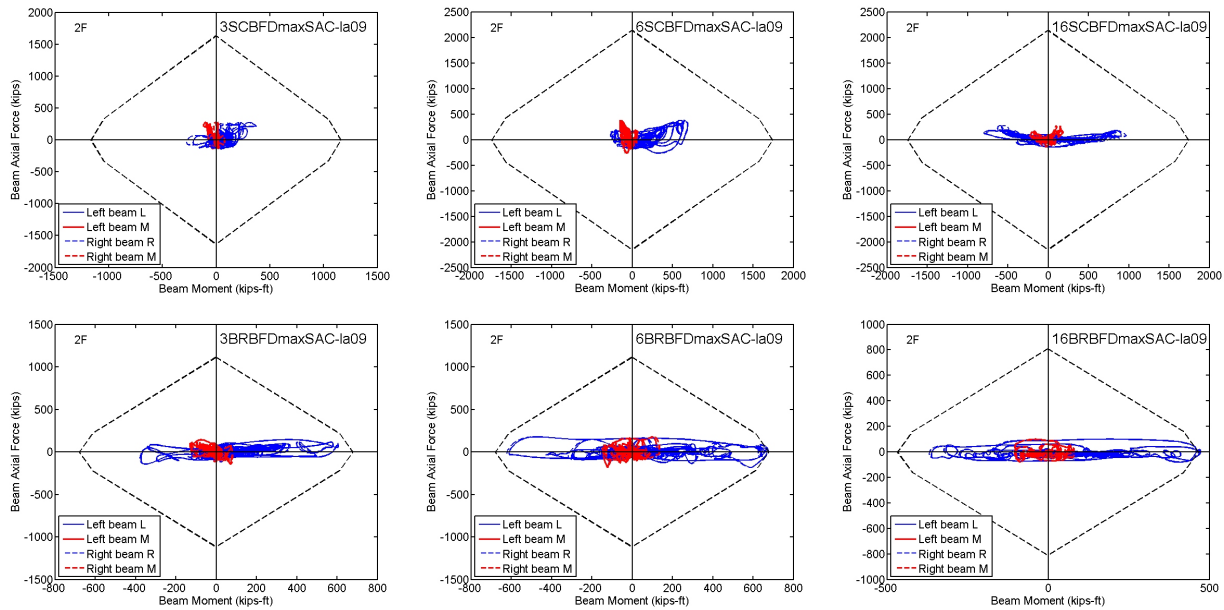 2F
3SCBFDmaxSAC-la09
2000
1500
1000
500
0
-500
-1000
-1500
-2000
Beam Axial Force (kips)
Left beam L
Left beam M
Right beam R
Right beam M
-1500 -1000 -500 0 500 1000 1500
Beam Moment (kips-ft)
2F
6SCBFDmaxSAC-la09
2500
2000
1500
1000
500
0
-500
-1000
-1500
-2000
-2500
Beam Axial Force (kips)
Left beam L
Left beam M
Right beam R
Right beam M
-2000 -1500 -1000 -500 0 500 1000 1500 2000
Beam Moment (kips-ft)
2F
16SCBFDmaxSAC-la09
2500
2000
1500
1000
500
0
-500
-1000
-1500
-2000
-2500
Beam Axial Force (kips)
Left beam L
Left beam M
Right beam R
Right beam M
-2000 -1500 -1000 -500 0 500 1000 1500 2000
Beam Moment (kips-ft)
2F
3BRBFDmaxSAC-la09
1500
1000
500
0
-500
-1000
-1500
Beam Axial Force (kips)
Left beam L
Left beam M
Right beam R
Right beam M
-800 -600 -400 -200 0 200 400 600 800
Beam Moment (kips-ft)
2F
6BRBFDmaxSAC-la09
1500
1000
500
0
-500
-1000
-1500
Beam Axial Force (kips)
Left beam L
Left beam M
Right beam R
Right beam M
-800 -600 -400 -200 0 200 400 600 800
Beam Moment (kips-ft)
2F
16BRBFDmaxSAC-la09
1000
800
600
400
200
0
-200
-400
-600
-800
-1000
Beam Axial Force (kips)
Left beam L
Left beam M
Right beam R
Right beam M
-500 0 500
Beam Moment (kips-ft)